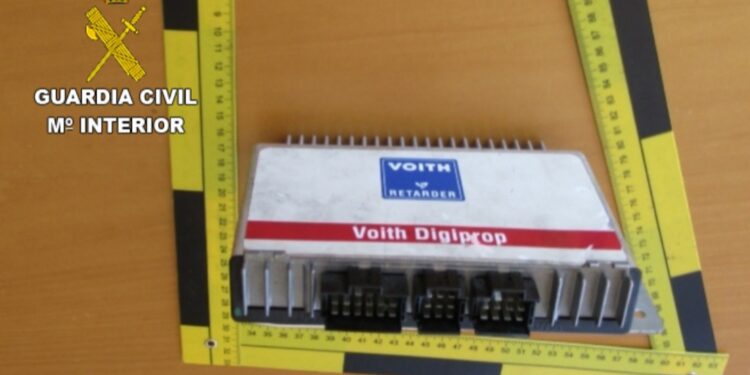 GUARDIA CIVIL
Mº INTERIOR
VOITH
RETARDER
Voith Digiprop